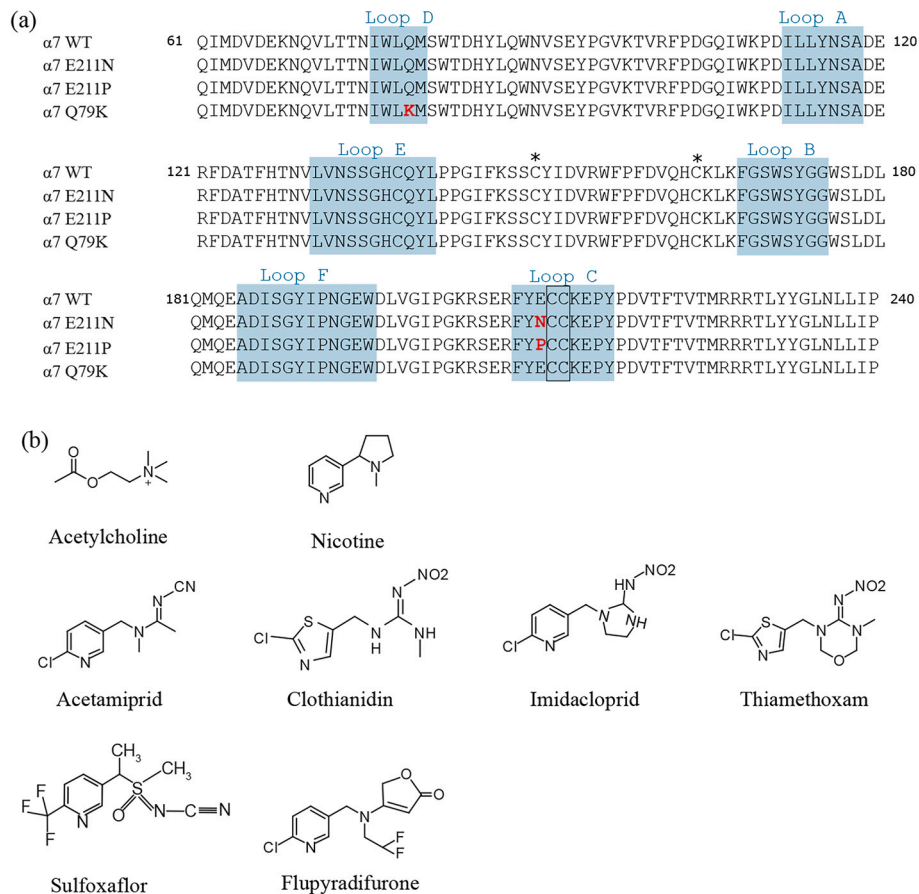 (a)
Loop D Loop A
α7 WT 61 QIMDVDEKNQVLTTNIWLQMSWTDHYLQWNVSEYPGVKTVRFPDGQIWKPDILLYNSADE 120
α7 E211N QIMDVDEKNQVLTTNIWLQMSWTDHYLQWNVSEYPGVKTVRFPDGQIWKPDILLYNSADE
α7 E211P QIMDVDEKNQVLTTNIWLQMSWTDHYLQWNVSEYPGVKTVRFPDGQIWKPDILLYNSADE
α7 Q79K QIMDVDEKNQVLTTNIWLKMSWTDHYLQWNVSEYPGVKTVRFPDGQIWKPDILLYNSADE
Loop E * * Loop B
α7 WT 121 RFDATFHTNVLVNSSGHCQYLPPGIFKSSCYIDVRWFPFDVQHCKLKFGSWSYGGWSLDL 180
α7 E211N RFDATFHTNVLVNSSGHCQYLPPGIFKSSCYIDVRWFPFDVQHCKLKFGSWSYGGWSLDL
α7 E211P RFDATFHTNVLVNSSGHCQYLPPGIFKSSCYIDVRWFPFDVQHCKLKFGSWSYGGWSLDL
α7 Q79K RFDATFHTNVLVNSSGHCQYLPPGIFKSSCYIDVRWFPFDVQHCKLKFGSWSYGGWSLDL
Loop F Loop C
α7 WT 181 QMQEADISGYIPNGEWDLVGIPGKRSERFYECCKEPYPDVTFTVTMRRRTLYYGLNLLIP 240
α7 E211N QMQEADISGYIPNGEWDLVGIPGKRSERFYNCCKEPYPDVTFTVTMRRRTLYYGLNLLIP
α7 E211P QMQEADISGYIPNGEWDLVGIPGKRSERFYPCCKEPYPDVTFTVTMRRRTLYYGLNLLIP
α7 Q79K QMQEADISGYIPNGEWDLVGIPGKRSERFYECCKEPYPDVTFTVTMRRRTLYYGLNLLIP
(b)
O O N +
N N
Acetylcholine Nicotine
CN N N Cl N
NO2 N S Cl N N H NH
NO2 HN N NH Cl N
NO2 N S Cl N N N O
Acetamiprid Clothianidin Imidacloprid Thiamethoxam
CH3 CH3 S O N C N F F F N
O O N F F Cl N
Sulfoxaflor Flupyradifurone